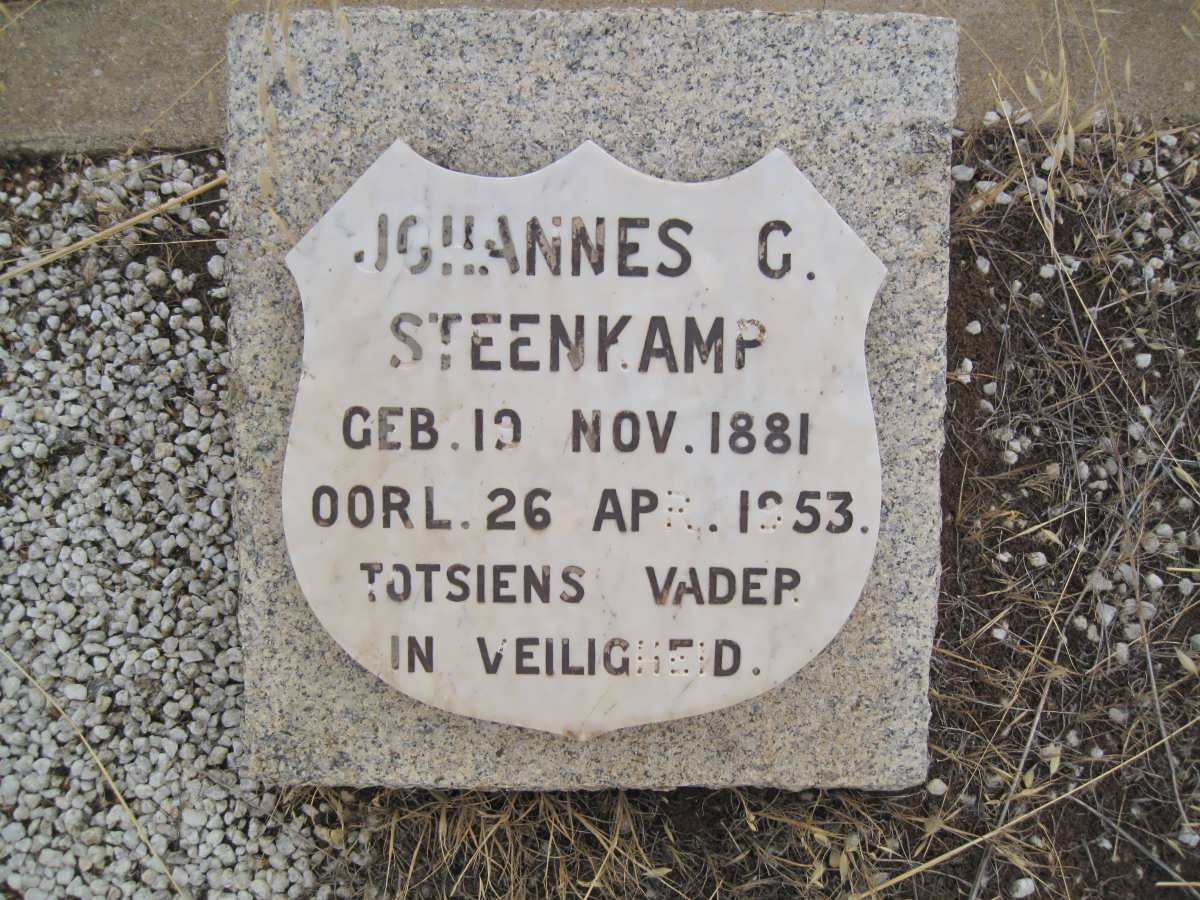 JOHANNES G.
STEENKAMP
GEB. 19 NOV. 1881
OORL. 26 APR. 1953.
TOTSIENS VADER
IN VEILIGHEID.